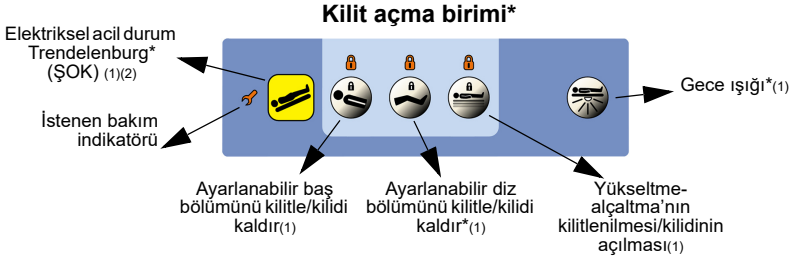 Kilit açma birimi*
Elektriksel acil durum
Trendelenburg*
(ŞOK) (1)(2)
İstenen bakım
indikatörü
Gece ışığı*(1)
Ayarlanabilir baş
bölümünü kilitle/kilidi
kaldır(1)
Ayarlanabilir diz
bölümünü kilitle/kilidi
kaldır*(1)
Yükseltme-
alçaltma’nın
kilitlenilmesi/kilidinin
açılması(1)